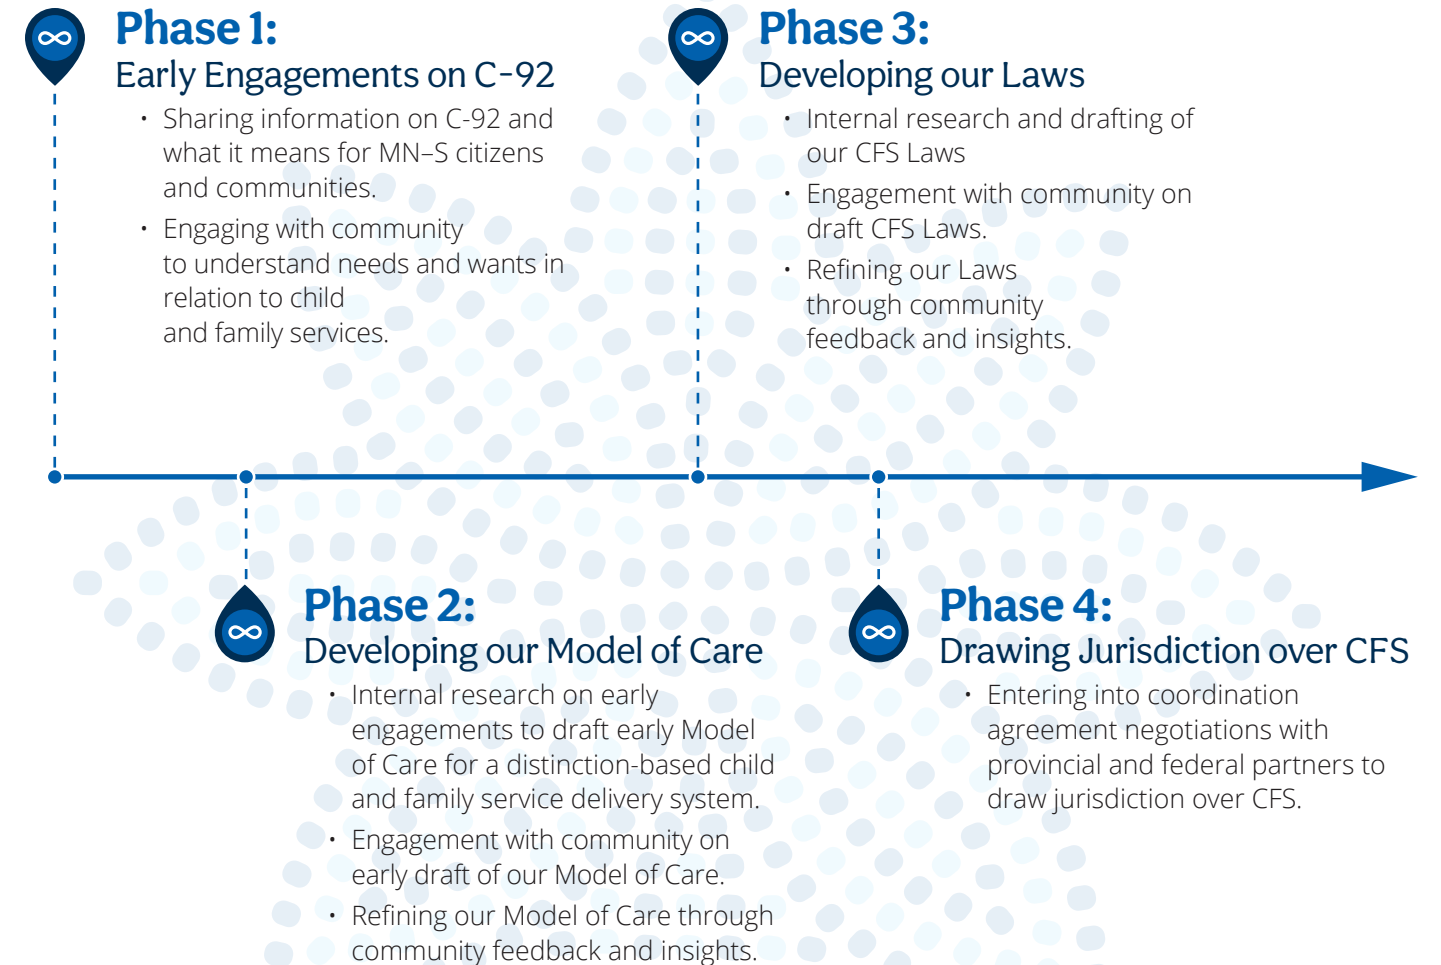 Phase 1:
Early Engagements on C-92
• Sharing information on C-92 and
what it means for MN–S citizens
and communities.
• Engaging with community
to understand needs and wants in
relation to child
and family services.
Phase 2:
Developing our Model of Care
• Internal research on early
engagements to draft early Model
of Care for a distinction-based child
and family service delivery system.
• Engagement with community on
early draft of our Model of Care.
• Refining our Model of Care through
community feedback and insights.
Phase 3:
Developing our Laws
• Internal research and drafting of
our CFS Laws
• Engagement with community on
draft CFS Laws.
• Refining our Laws
through community
feedback and insights.
Phase 4:
Drawing Jurisdiction over CFS
• Entering into coordination
agreement negotiations with
provincial and federal partners to
draw jurisdiction over CFS.